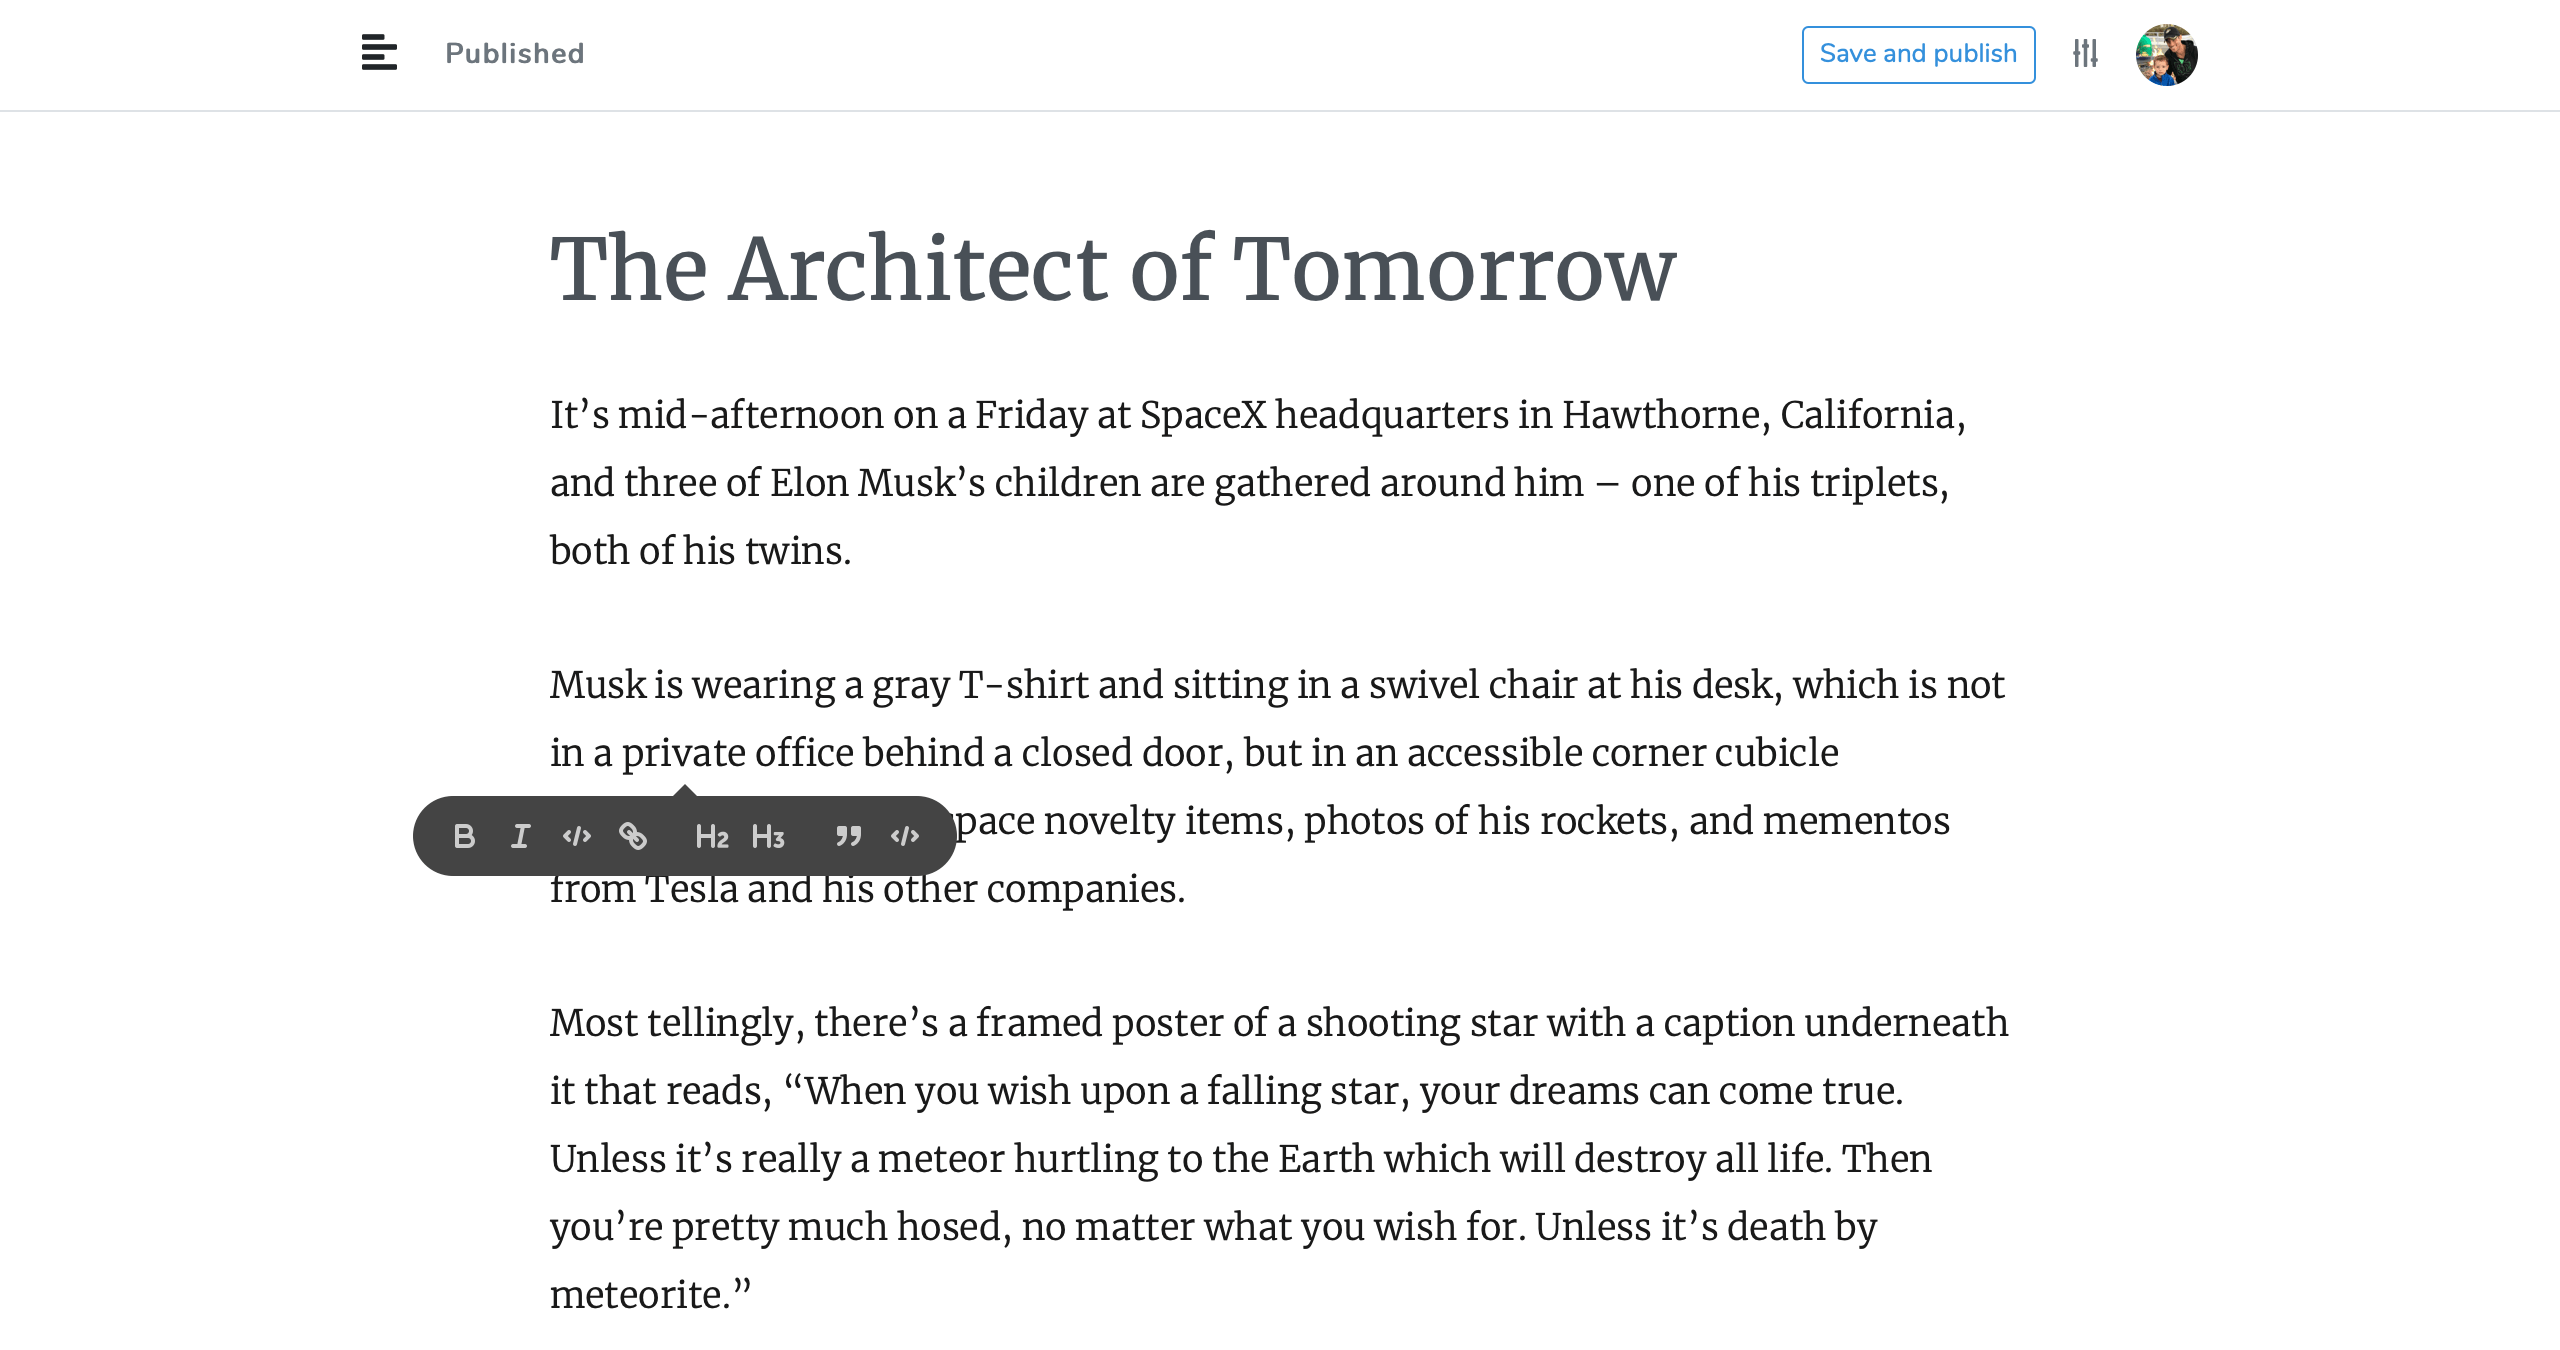 Published
Save and publish
The Architect of Tomorrow
It’s mid-afternoon on a Friday at SpaceX headquarters in Hawthorne, California,
and three of Elon Musk’s children are gathered around him – one of his triplets,
both of his twins.
Musk is wearing a gray T-shirt and sitting in a swivel chair at his desk, which is not
in a private office behind a closed door, but in an accessible corner cubicle
novelty items, photos of his rockets, and mementos
B I </> H2 H3 ” </>
from Tesla and his other companies.
Most tellingly, there’s a framed poster of a shooting star with a caption underneath
it that reads, “When you wish upon a falling star, your dreams can come true.
Unless it’s really a meteor hurtling to the Earth which will destroy all life. Then
you’re pretty much hosed, no matter what you wish for. Unless it’s death by
meteorite.”